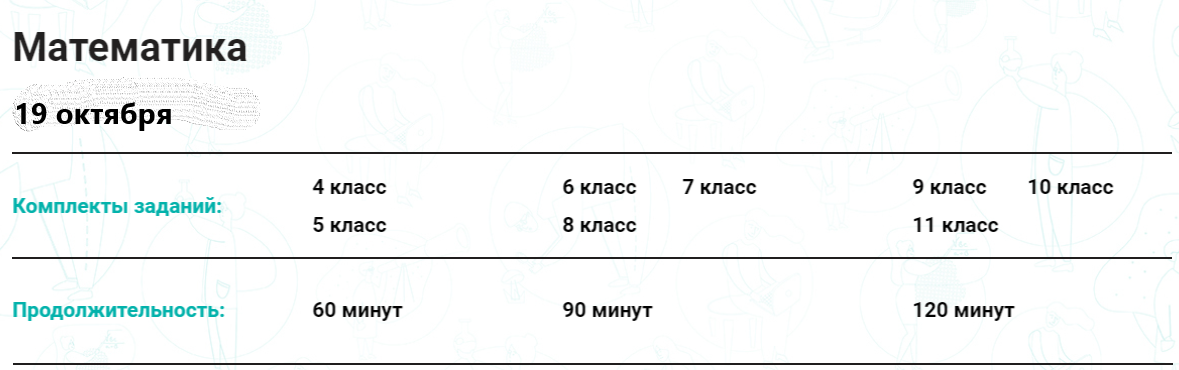 Математика
19 октября
4 класс 6 класс 7 класс 9 класс 10 класс
Комплекты заданий:
5 класс 8 класс 11 класс
Продолжительность: 60 минут 90 минут 120 минут